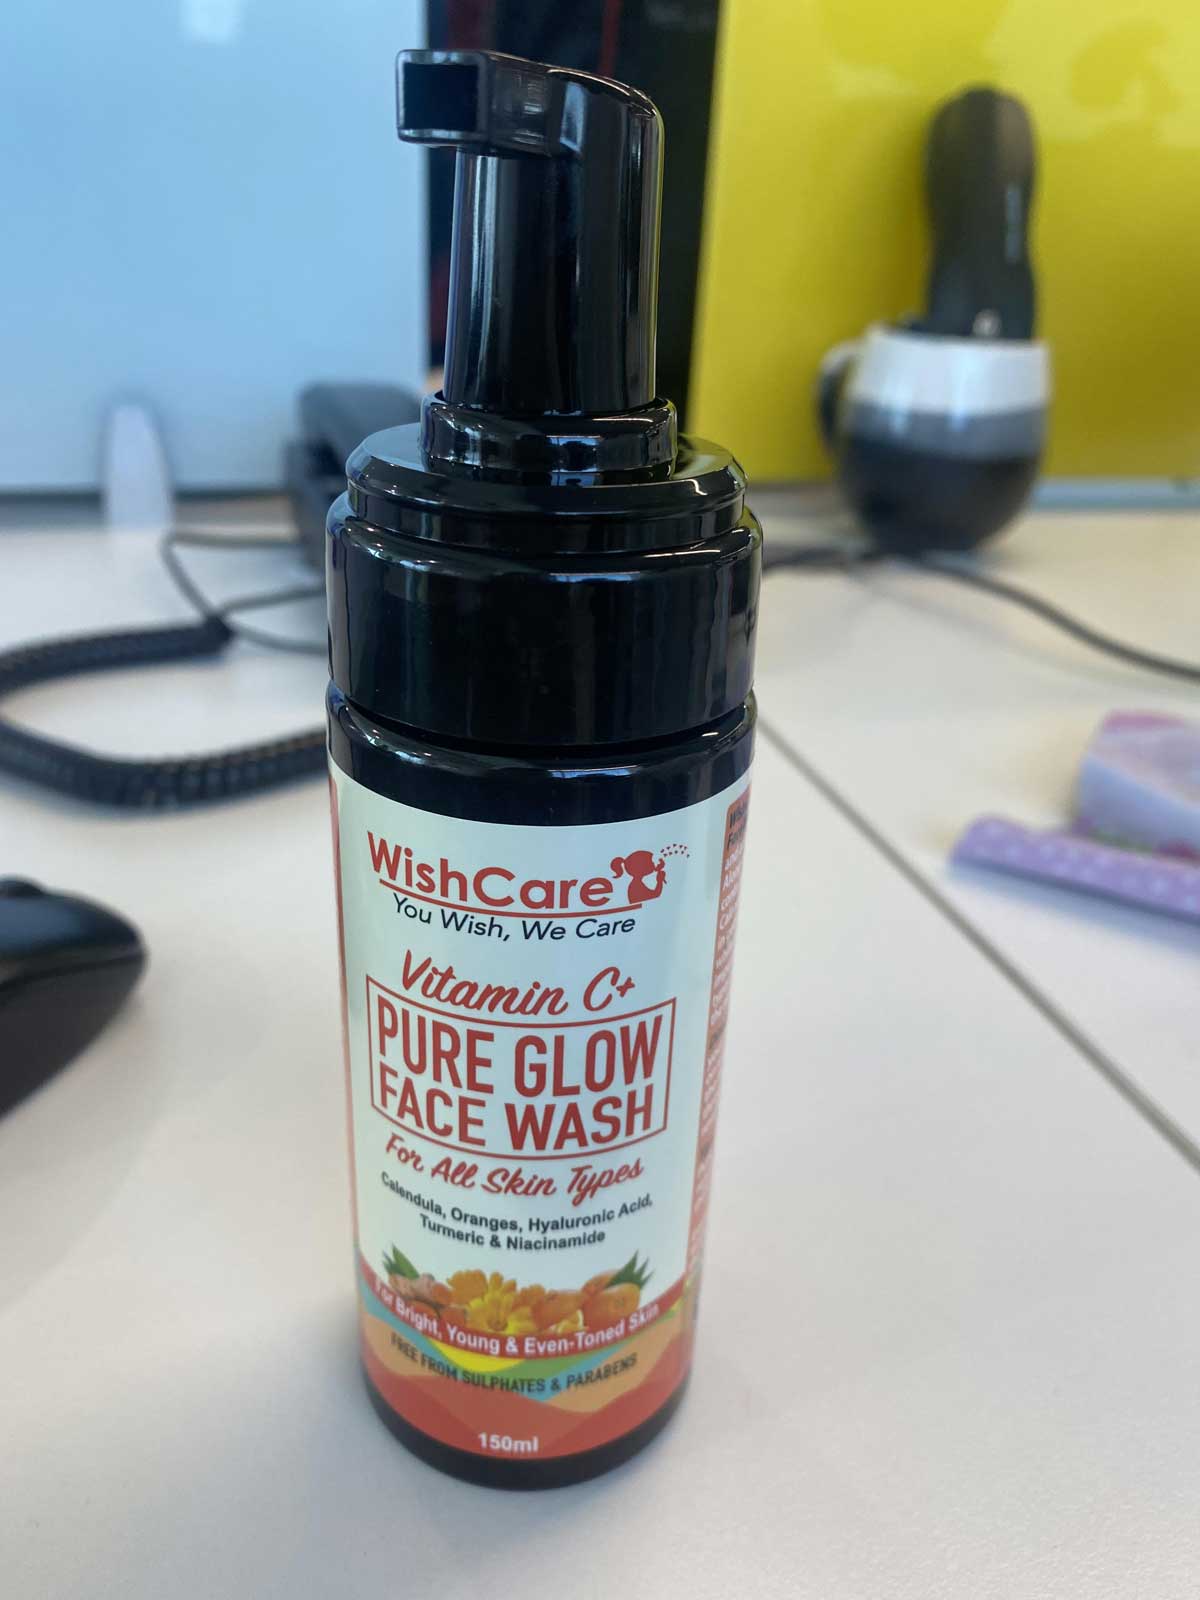 WishCare
You Wish, We Care
Vitamin C+
PURE GLOW
FACE WASH
For All Skin Types
Calendula, Oranges, Hyaluronic Acid,
Turmeric & Niacinamide
For Bright, Young & Even-Toned Skin
FREE FROM SULPHATES & PARABENS
150ml